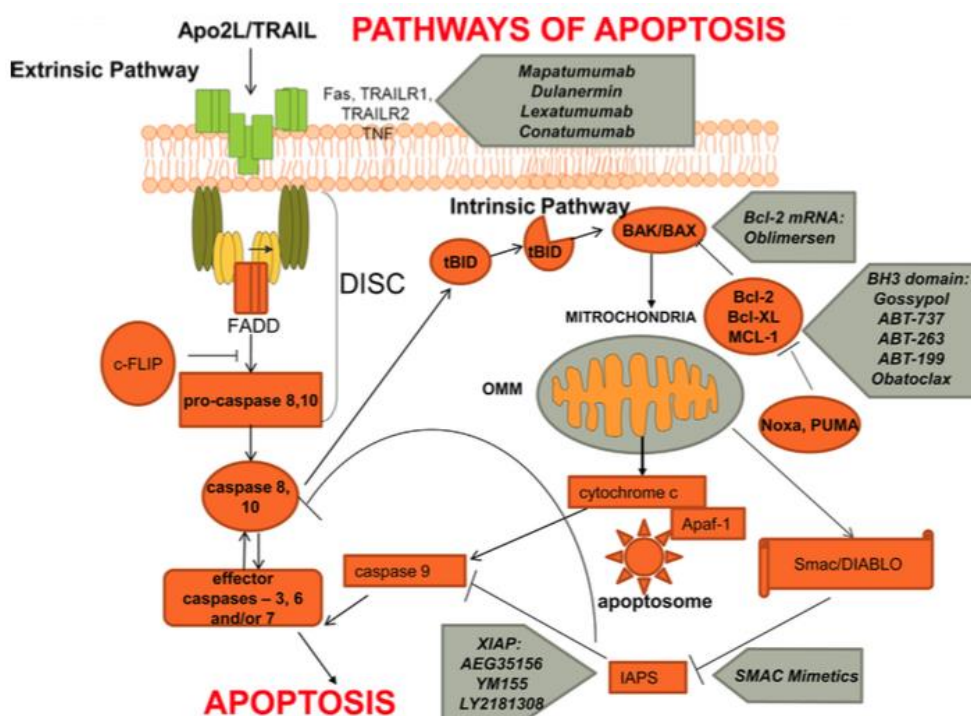 Apo2L/TRAIL
PATHWAYS OF APOPTOSIS
Extrinsic Pathway
Fas, TRAILR1,
TRAILR2
TNF
Mapatumumab
Dulanermin
Lexatumumab
Conatumumab
Intrinsic Pathway
tBID
tBID
BAK/BAX
Bcl-2 mRNA:
Oblimersen
DISC
FADD
c-FLIP
pro-caspase 8,10
MITROCHONDRIA
Bcl-2
Bcl-XL
MCL-1
BH3 domain:
Gossypol
ABT-737
ABT-263
ABT-199
Obatoclax
OMM
Noxa, PUMA
caspase 8,
10
cytochrome c
Apaf-1
apoptosome
Smac/DIABLO
effector
caspases – 3, 6
and/or 7
caspase 9
XIAP:
AEG35156
YM155
LY2181308
IAPS
SMAC Mimetics
APOPTOSIS